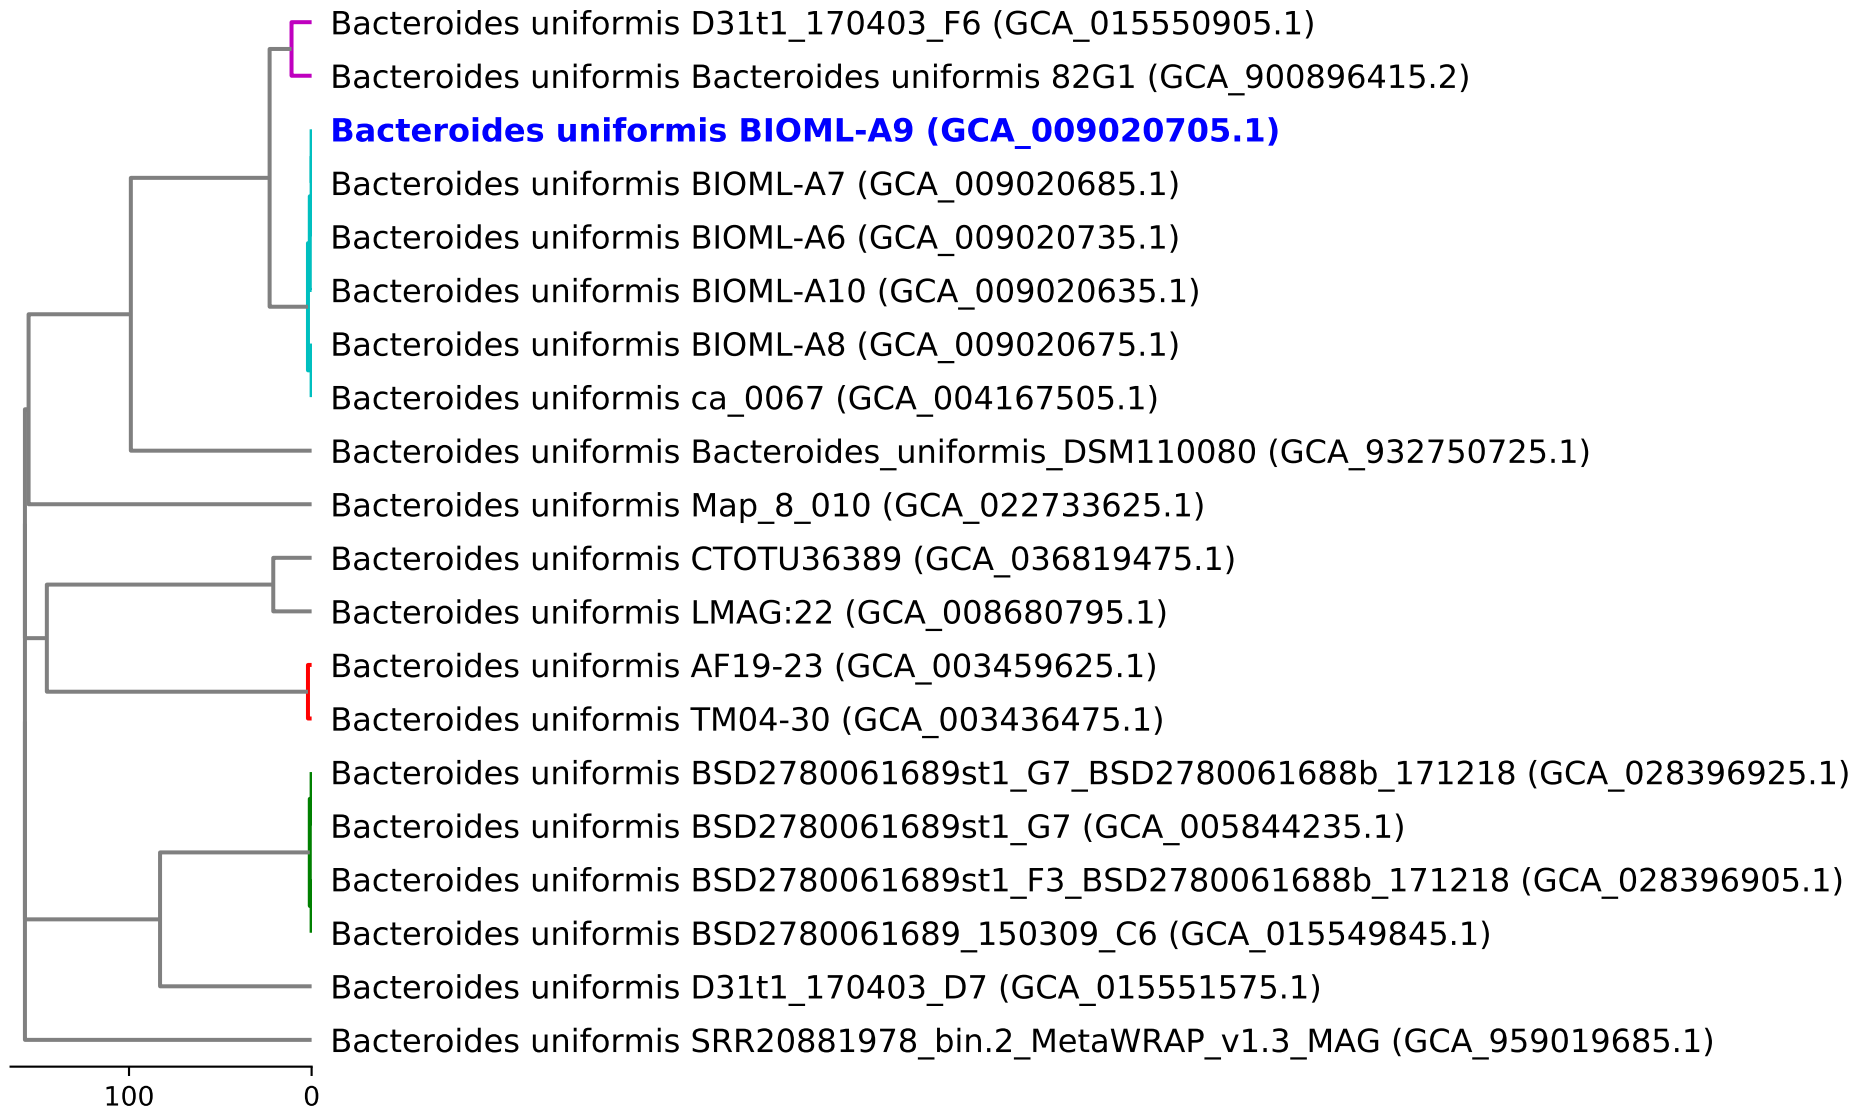 Bacteroides uniformis D31t1_170403_F6 (GCA_015550905.1)
Bacteroides uniformis Bacteroides uniformis 82G1 (GCA_900896415.2)
Bacteroides uniformis BIOML-A9 (GCA_009020705.1)
Bacteroides uniformis BIOML-A7 (GCA_009020685.1)
Bacteroides uniformis BIOML-A6 (GCA_009020735.1)
Bacteroides uniformis BIOML-A10 (GCA_009020635.1)
Bacteroides uniformis BIOML-A8 (GCA_009020675.1)
Bacteroides uniformis ca_0067 (GCA_004167505.1)
Bacteroides uniformis Bacteroides_uniformis_DSM110080 (GCA_932750725.1)
Bacteroides uniformis Map_8_010 (GCA_022733625.1)
Bacteroides uniformis CTOTU36389 (GCA_036819475.1)
Bacteroides uniformis LMAG:22 (GCA_008680795.1)
Bacteroides uniformis AF19-23 (GCA_003459625.1)
Bacteroides uniformis TM04-30 (GCA_003436475.1)
Bacteroides uniformis BSD2780061689st1_G7_BSD2780061688b_171218 (GCA_028396925.1)
Bacteroides uniformis BSD2780061689st1_G7 (GCA_005844235.1)
Bacteroides uniformis BSD2780061689st1_F3_BSD2780061688b_171218 (GCA_028396905.1)
Bacteroides uniformis BSD2780061689_150309_C6 (GCA_015549845.1)
Bacteroides uniformis D31t1_170403_D7 (GCA_015551575.1)
Bacteroides uniformis SRR20881978_bin.2_MetaWRAP_v1.3_MAG (GCA_959019685.1)
100 0